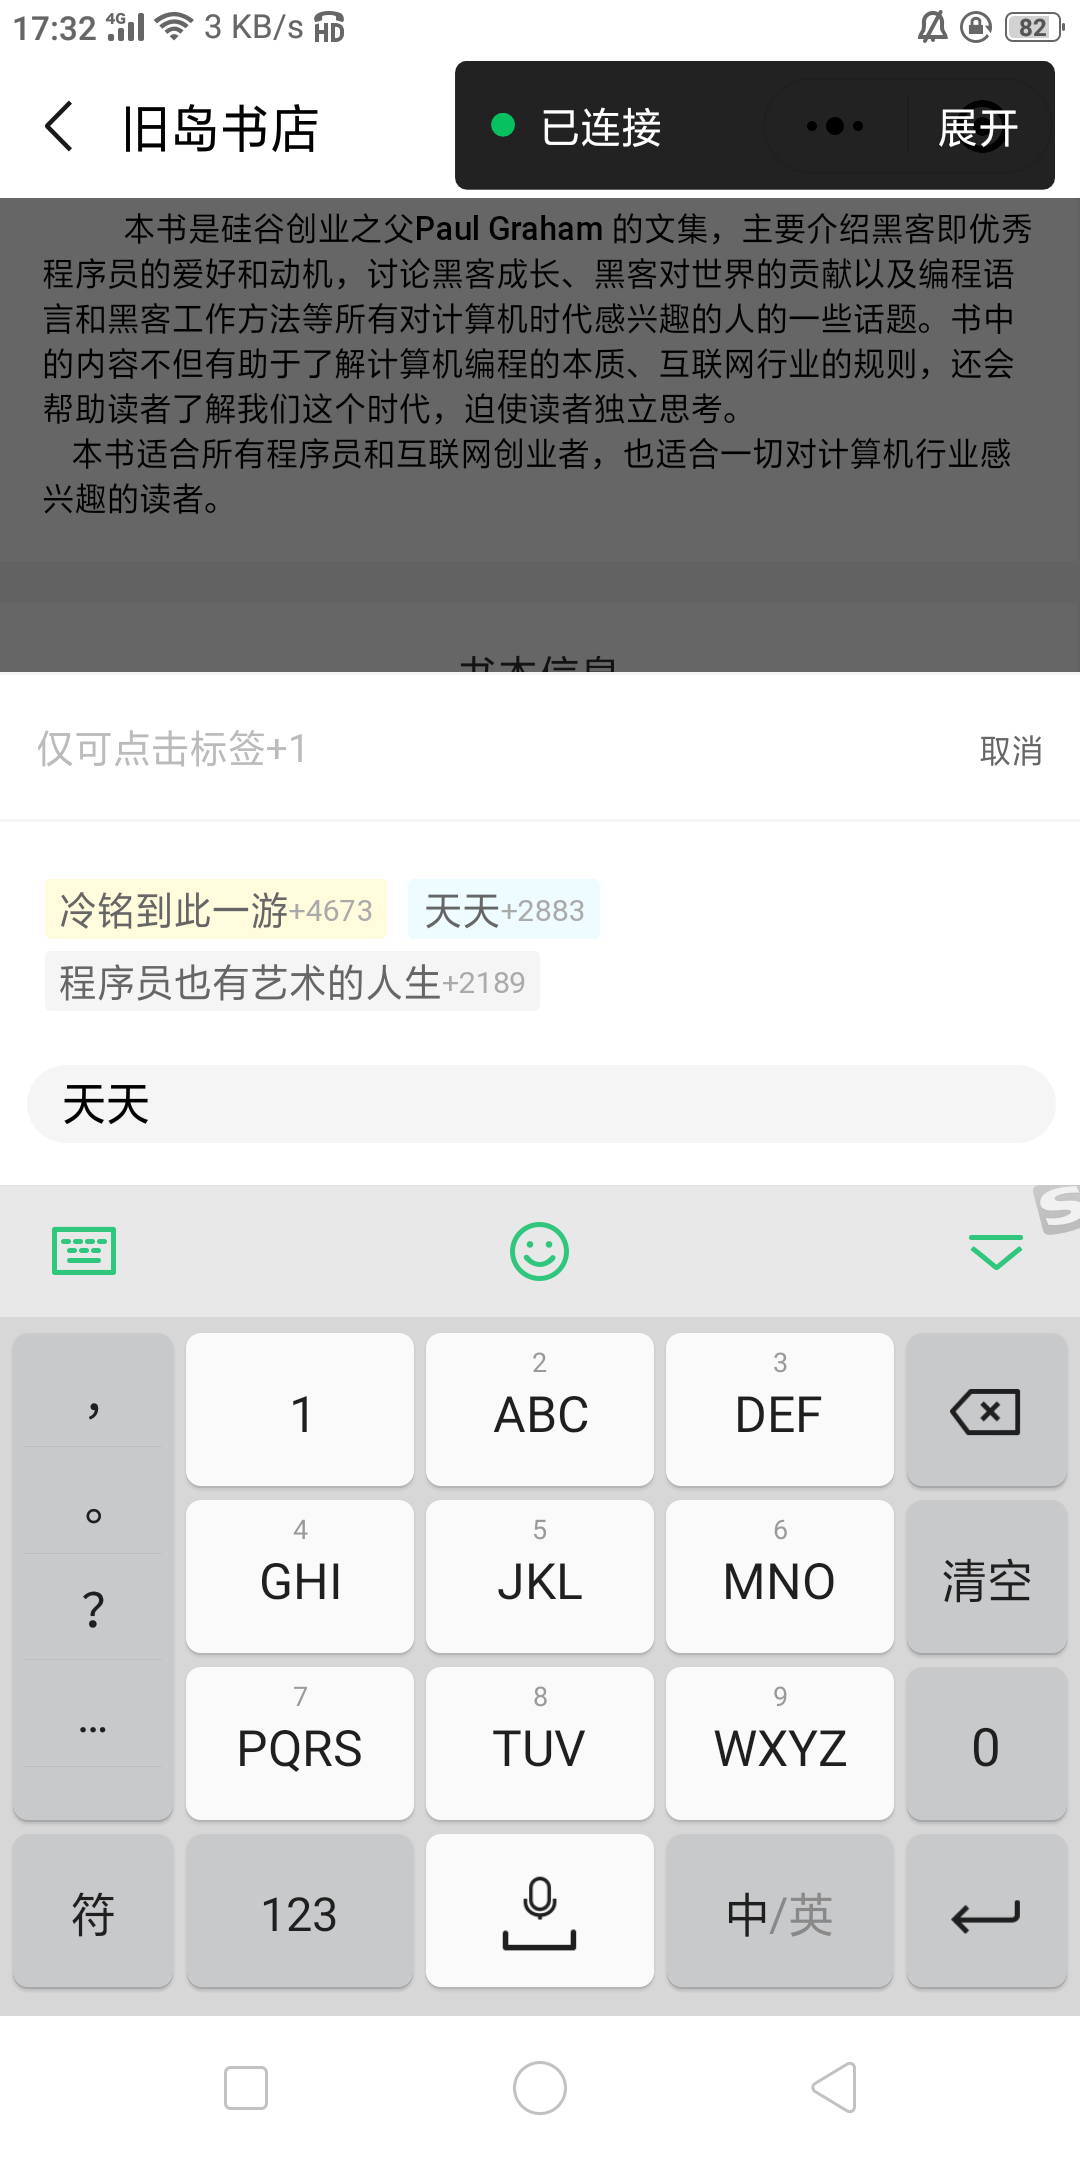 17:32 4G 3 KB/s HD 82
旧岛书店
已连接
展开
本书是硅谷创业之父Paul Graham 的文集，主要介绍黑客即优秀
程序员的爱好和动机，讨论黑客成长、黑客对世界的贡献以及编程语
言和黑客工作方法等所有对计算机时代感兴趣的人的一些话题。书中
的内容不但有助于了解计算机编程的本质、互联网行业的规则，还会
帮助读者了解我们这个时代，迫使读者独立思考。
本书适合所有程序员和互联网创业者，也适合一切对计算机行业感
兴趣的读者。
书本信息
仅可点击标签+1
取消
冷铭到此一游+4673
天天+2883
程序员也有艺术的人生+2189
天天
S
，
1
2
ABC
3
DEF
。
4
GHI
5
JKL
6
MNO
清空
？
…
7
PQRS
8
TUV
9
WXYZ
0
符
123
中/英